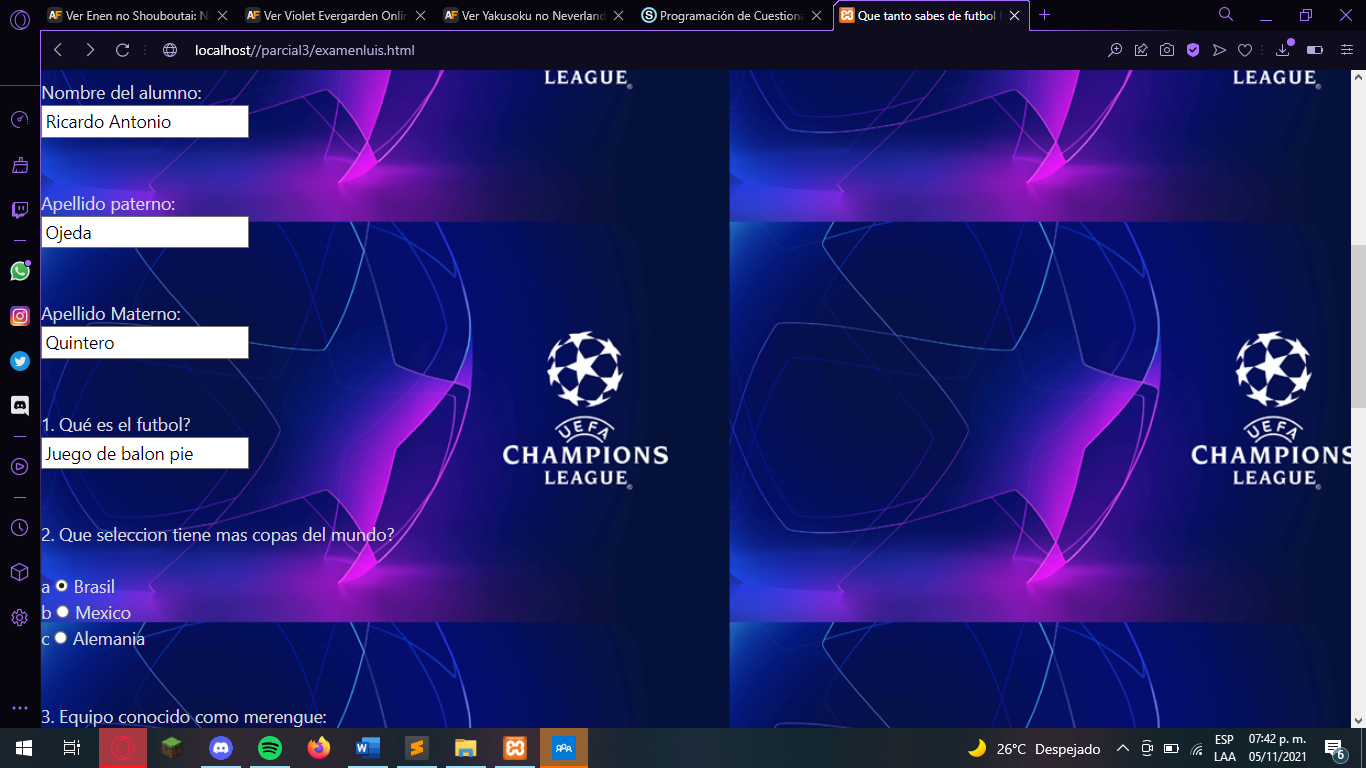 Ver Enen no Shouboutai: N
Ver Violet Evergarden Onlin
Ver Yakusoku no Neverland
Programación de Cuestiona
Que tanto sabes de futbol
localhost//parcial3/examenluis.html
LEAGUE
LEAGUE
Nombre del alumno:
Ricardo Antonio
Apellido paterno:
Ojeda
Apellido Materno:
Quintero
1. Qué es el futbol?
Juego de balon pie
UEFA
CHAMPIONS
LEAGUE
UEFA
CHAMPIONS
LEAGUE
2. Que seleccion tiene mas copas del mundo?
a Brasil
b Mexico
c Alemania
3. Equipo conocido como merengue:
26°C Despejado
ESP
LAA
07:42 p. m.
05/11/2021
6